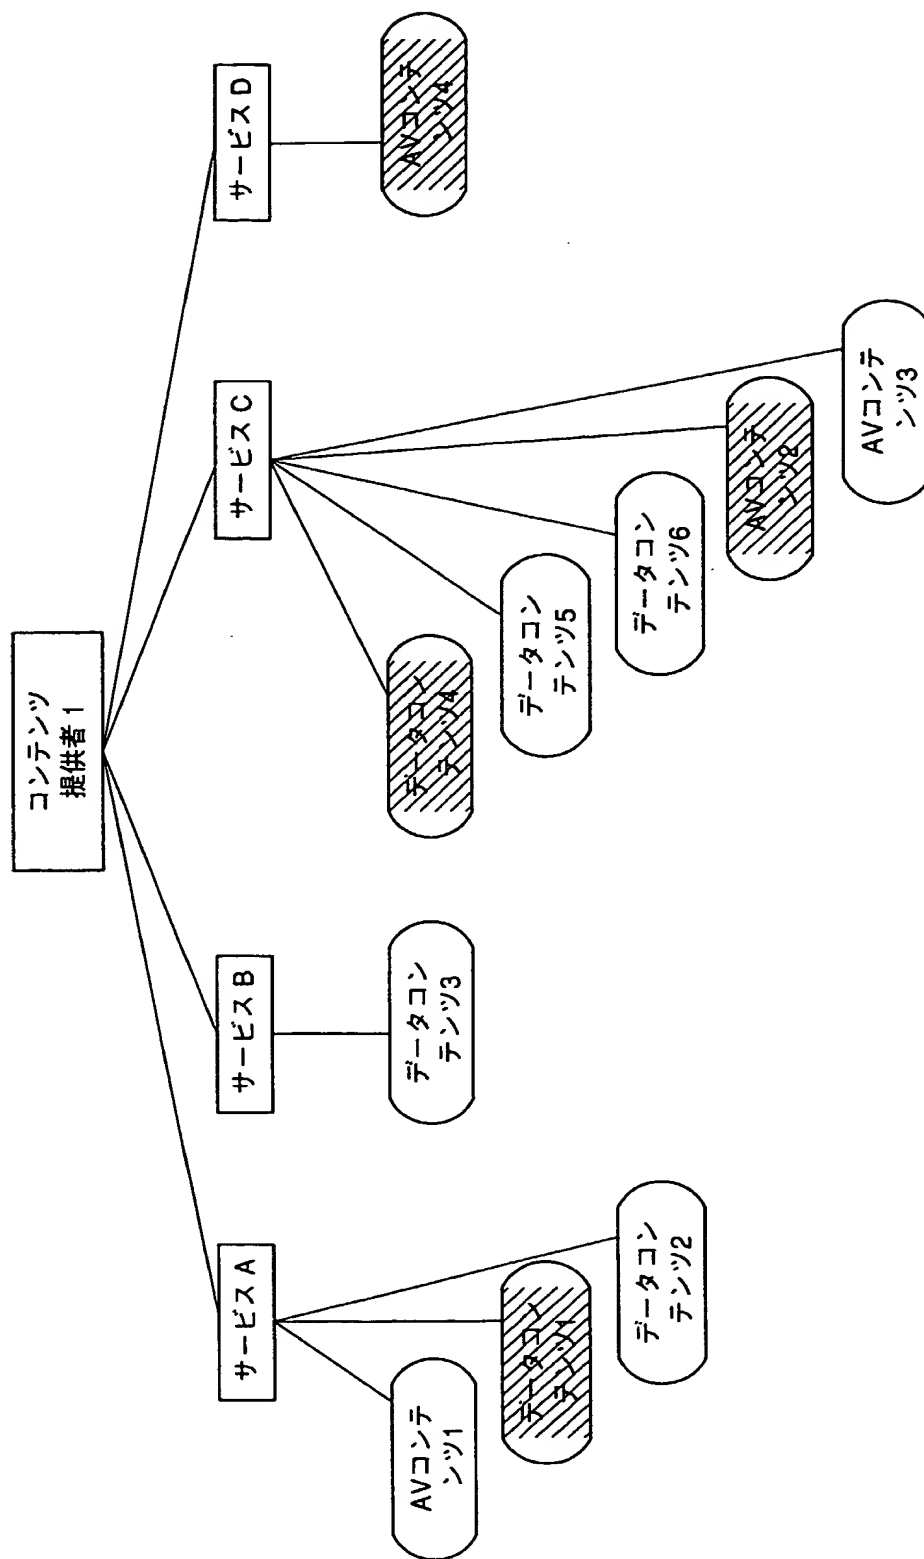 コンテンツ
提供者1
サービスA
サービスB
サービスC
サービスD
AVコンテ
ンツ1
データコン
テンツ1
データコン
テンツ2
データコン
テンツ3
データコン
テンツ4
データコン
テンツ5
データコン
テンツ6
AVコンテ
ンツ2
AVコンテ
ンツ3
AVコンテ
ンツ4